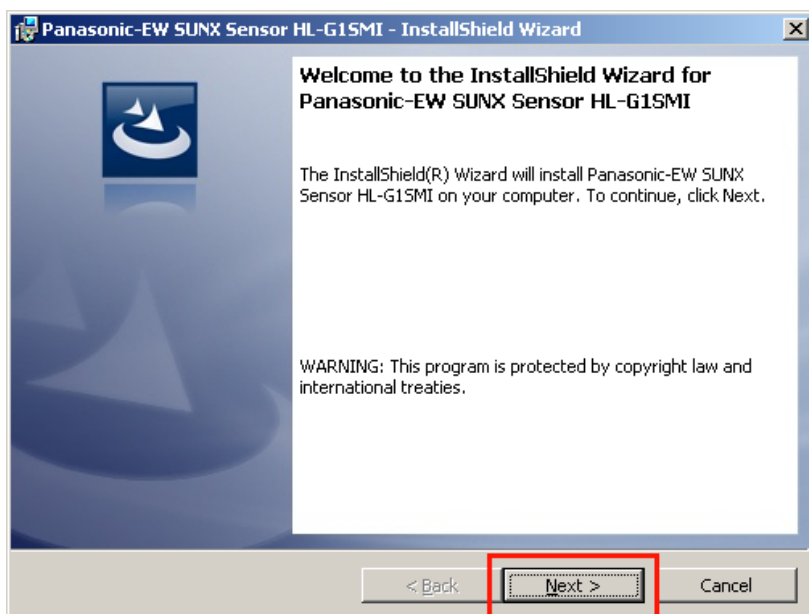 Panasonic-EW SUNX Sensor HL-G1SMI - InstallShield Wizard
Welcome to the InstallShield Wizard for
Panasonic-EW SUNX Sensor HL-G1SMI
The InstallShield(R) Wizard will install Panasonic-EW SUNX
Sensor HL-G1SMI on your computer. To continue, click Next.
WARNING: This program is protected by copyright law and
international treaties.
< Back Next > Cancel